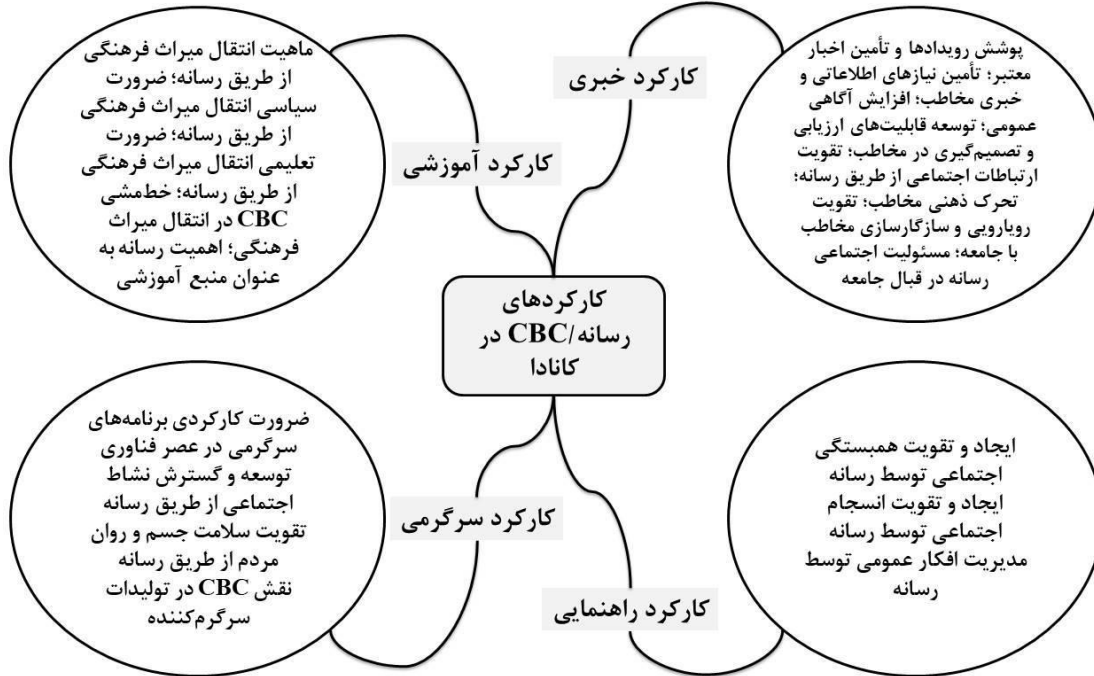 پوشش رویدادها و تأمین اخبار
معتبر؛ تأمین نیازهای اطلاعاتی و
خبری مخاطب؛ افزایش آگاهی
عمومی؛ توسعه قابلیت‌های ارزیابی
و تصمیم‌گیری در مخاطب؛ تقویت
ارتباطات اجتماعی از طریق رسانه؛
تحرک ذهنی مخاطب؛ تقویت
رویارویی و سازگارسازی مخاطب
با جامعه؛ مسئولیت اجتماعی
رسانه در قبال جامعه
کارکرد خبری
ماهیت انتقال میراث فرهنگی
از طریق رسانه؛ ضرورت
سیاسی انتقال میراث فرهنگی
از طریق رسانه؛ ضرورت
تعلیمی انتقال میراث فرهنگی
از طریق رسانه؛ خط‌مشی
CBC در انتقال میراث
فرهنگی؛ اهمیت رسانه به
عنوان منبع آموزشی
کارکرد آموزشی
کارکردهای
رسانه/CBC در
کانادا
ایجاد و تقویت همبستگی
اجتماعی توسط رسانه
ایجاد و تقویت انسجام
اجتماعی توسط رسانه
مدیریت افکار عمومی توسط
رسانه
کارکرد راهنمایی
ضرورت کارکردی برنامه‌های
سرگرمی در عصر فناوری
توسعه و گسترش نشاط
اجتماعی از طریق رسانه
تقویت سلامت جسم و روان
مردم از طریق رسانه
نقش CBC در تولیدات
سرگرم‌کننده
کارکرد سرگرمی